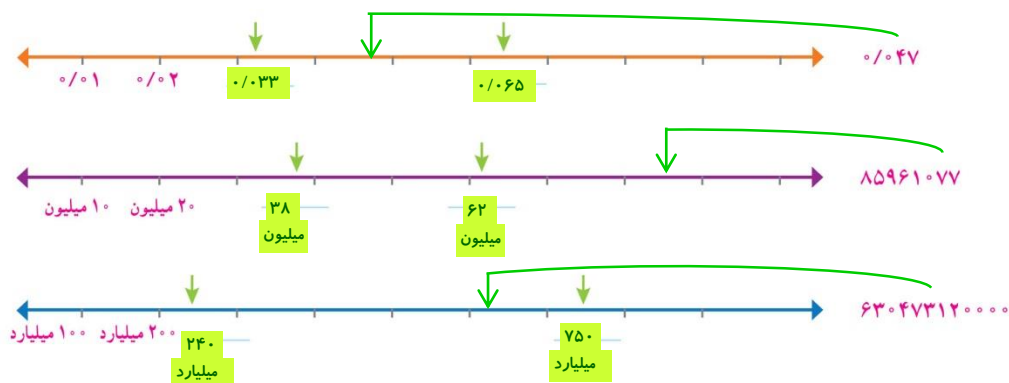 ۰/۰۱ ۰/۰۲ ۰/۰۳۳ ۰/۰۶۵ ۰/۰۴۷
۱۰ میلیون ۲۰ میلیون ۳۸ میلیون ۶۲ میلیون ۸۵۹۶۱۰۷۷
۱۰۰ میلیارد ۲۰۰ میلیارد ۲۴۰ میلیارد ۷۵۰ میلیارد ۶۳۰۴۷۳۱۲۰۰۰۰